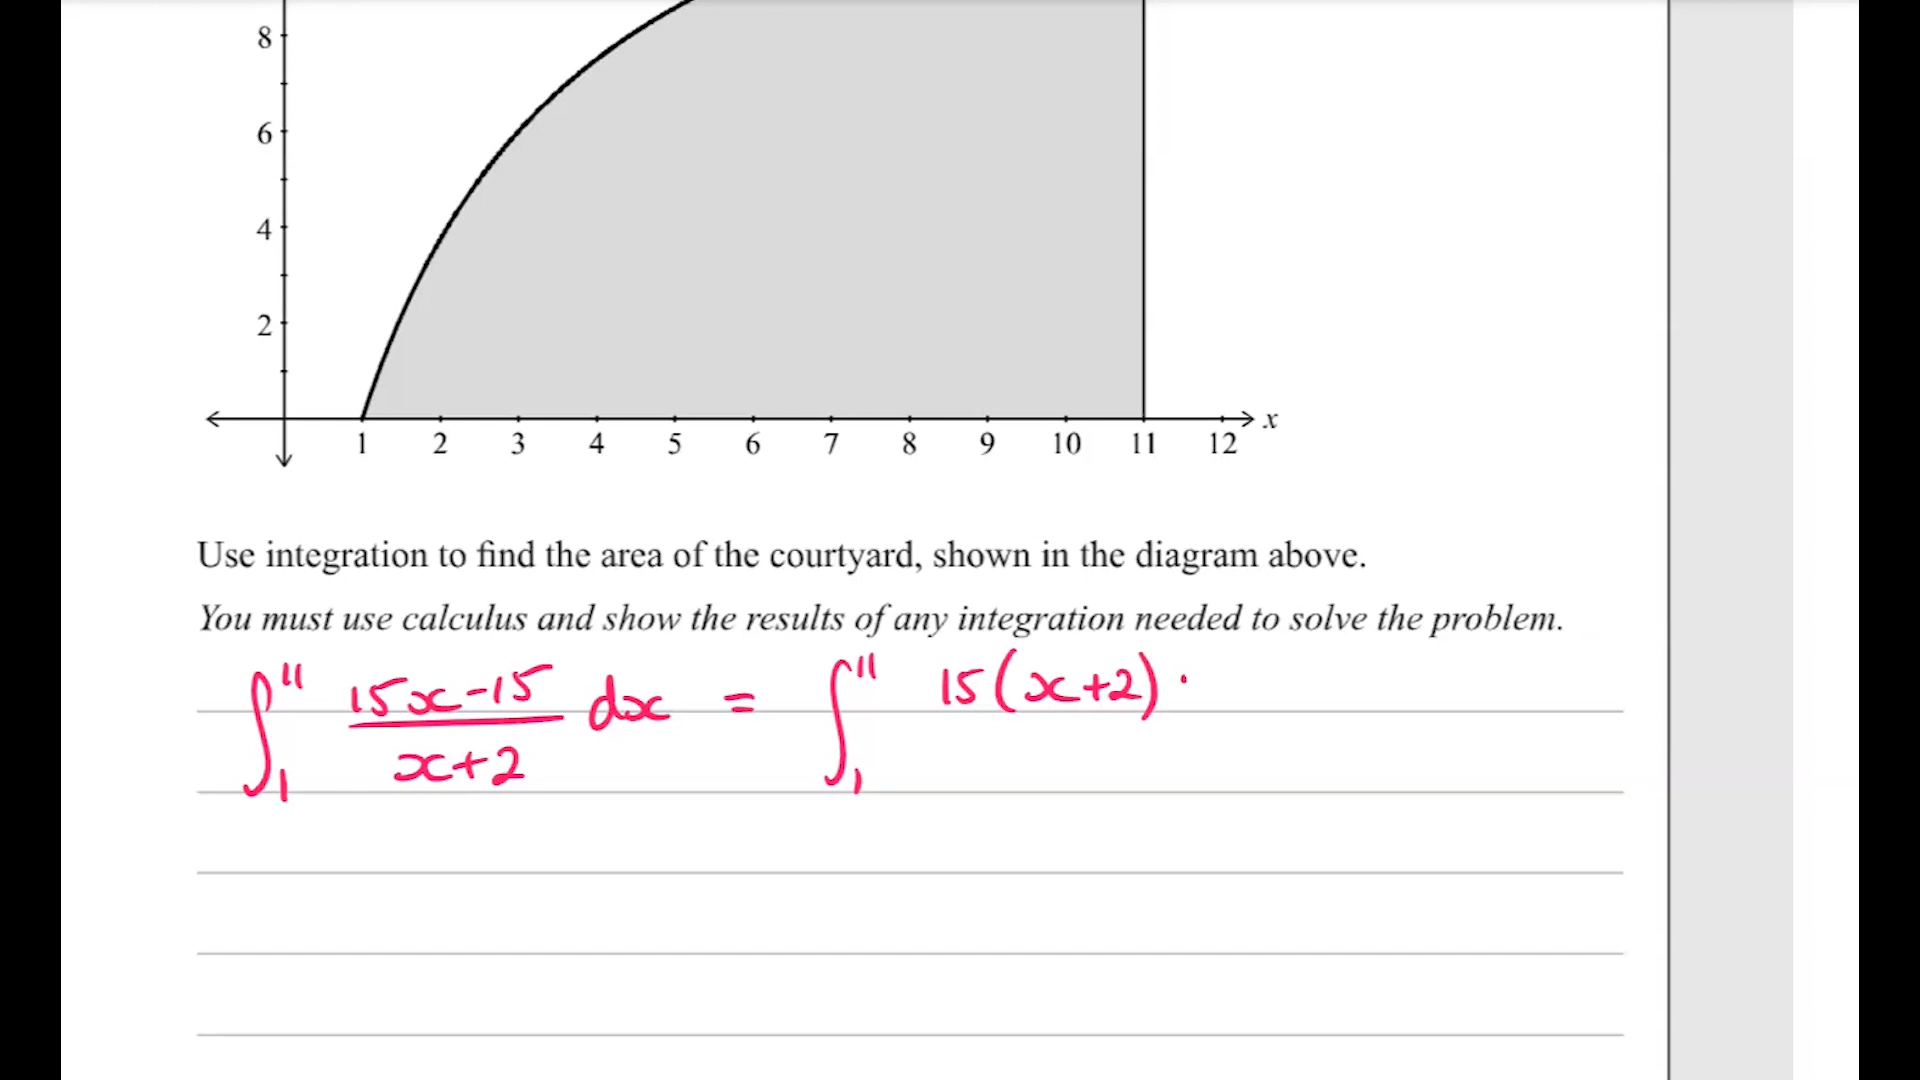 8
6
4
2
x
1 2 3 4 5 6 7 8 9 10 11 12
Use integration to find the area of the courtyard, shown in the diagram above.
You must use calculus and show the results of any integration needed to solve the problem.
∫₁¹¹ (15x-15)/(x+2) dx = ∫₁¹¹ 15(x+2) ·